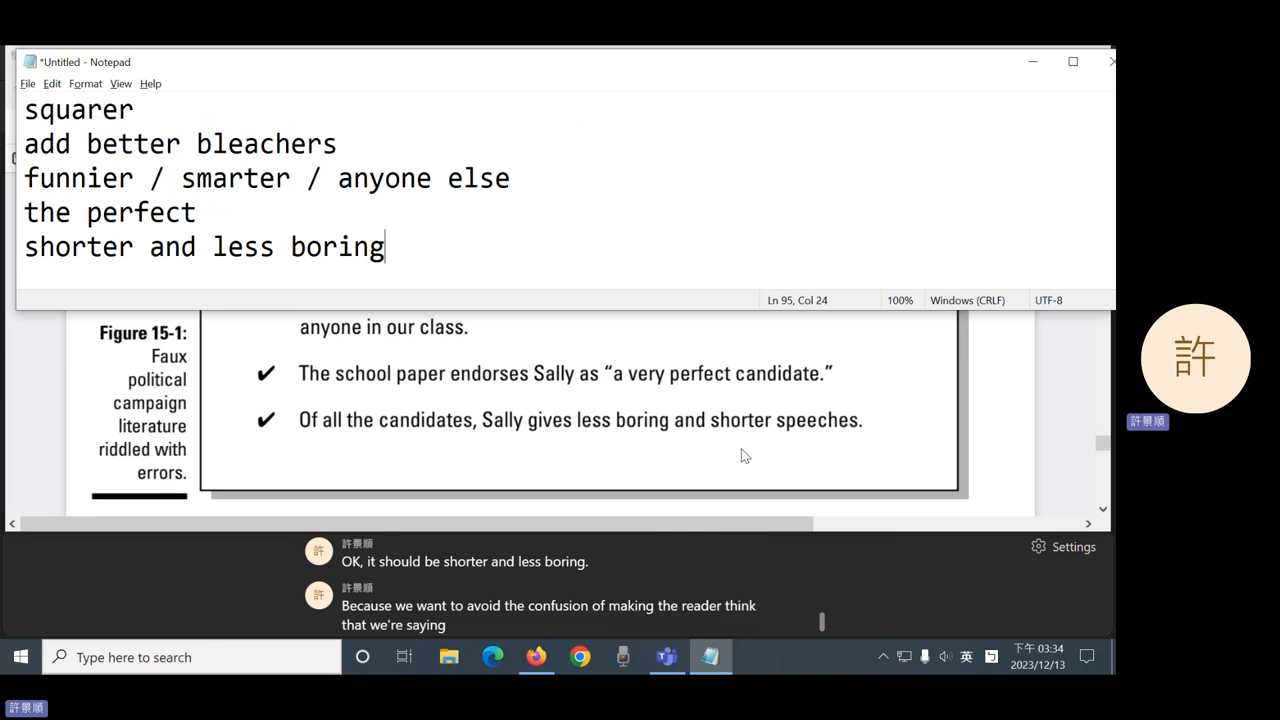 *Untitled - Notepad
File Edit Format View Help
squarer
add better bleachers
funnier / smarter / anyone else
the perfect
shorter and less boring
Ln 95, Col 24 100% Windows (CRLF) UTF-8
Figure 15-1:
Faux
political
campaign
literature
riddled with
errors.
anyone in our class.
✔ The school paper endorses Sally as “a very perfect candidate.”
✔ Of all the candidates, Sally gives less boring and shorter speeches.
許
許景順
Settings
許
許景順
OK, it should be shorter and less boring.
許
許景順
Because we want to avoid the confusion of making the reader think
that we're saying
Type here to search
英
下午 03:34
2023/12/13
許景順